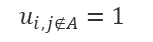 u_{i,j∉A} = 1